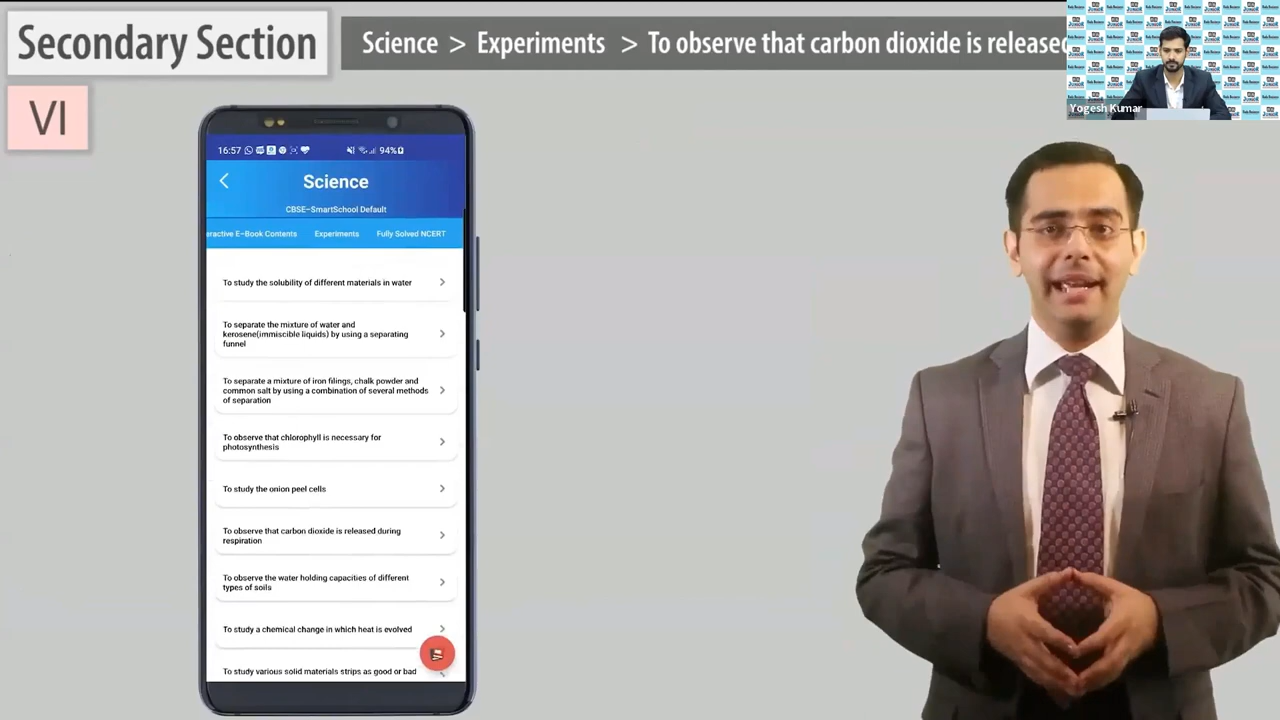 Secondary Section
Science > Experiments > To observe that carbon dioxide is released
Yogesh Kumar
VI
16:57
94%
Science
CBSE-SmartSchool Default
eractive E-Book Contents
Experiments
Fully Solved NCERT
To study the solubility of different materials in water
To separate the mixture of water and
kerosene(immiscible liquids) by using a separating
funnel
To separate a mixture of iron filings, chalk powder and
common salt by using a combination of several methods
of separation
To observe that chlorophyll is necessary for
photosynthesis
To study the onion peel cells
To observe that carbon dioxide is released during
respiration
To observe the water holding capacities of different
types of soils
To study a chemical change in which heat is evolved
To study various solid materials strips as good or bad